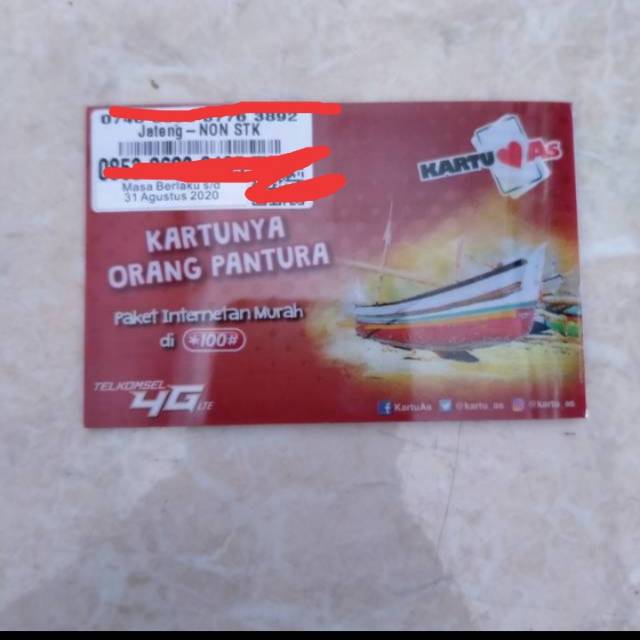 3892
Jateng - NON STK
Masa Berlaku s/d
31 Agustus 2020
KARTU As
KARTUNYA
ORANG PANTURA
Paket Internetan Murah
di *100#
TELKOMSEL
4G LTE
KartuAs @kartu_as @kartu_as